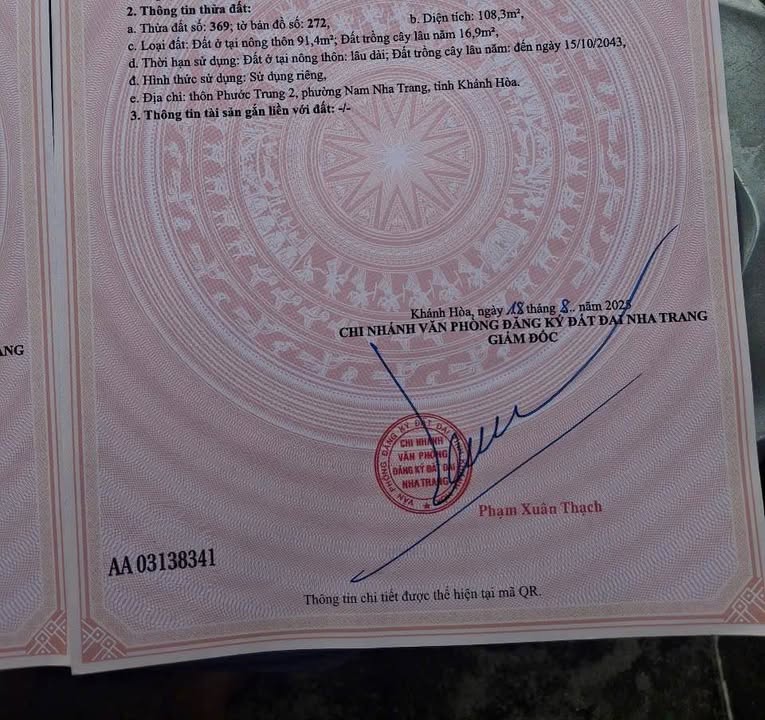 2. Thông tin thửa đất:
a. Thửa đất số: 369; tờ bản đồ số: 272, b. Diện tích: 108,3m²,
c. Loại đất: Đất ở tại nông thôn 91,4m²; Đất trồng cây lâu năm 16,9m²,
d. Thời hạn sử dụng: Đất ở tại nông thôn: lâu dài; Đất trồng cây lâu năm: đến ngày 15/10/2043,
đ. Hình thức sử dụng: Sử dụng riêng,
e. Địa chỉ: thôn Phước Trung 2, phường Nam Nha Trang, tỉnh Khánh Hòa.
3. Thông tin tài sản gắn liền với đất: -/-
ANG
Khánh Hòa, ngày 18 tháng 8.. năm 2025
CHI NHÁNH VĂN PHÒNG ĐĂNG KÝ ĐẤT ĐAI NHA TRANG
GIÁM ĐỐC
VĂN PHÒNG ĐĂNG KÝ ĐẤT ĐAI
CHI NHÁNH
VĂN PHÒNG
ĐĂNG KÝ ĐẤT ĐAI
NHA TRANG
Phạm Xuân Thạch
AA 03138341
Thông tin chi tiết được thể hiện tại mã QR.